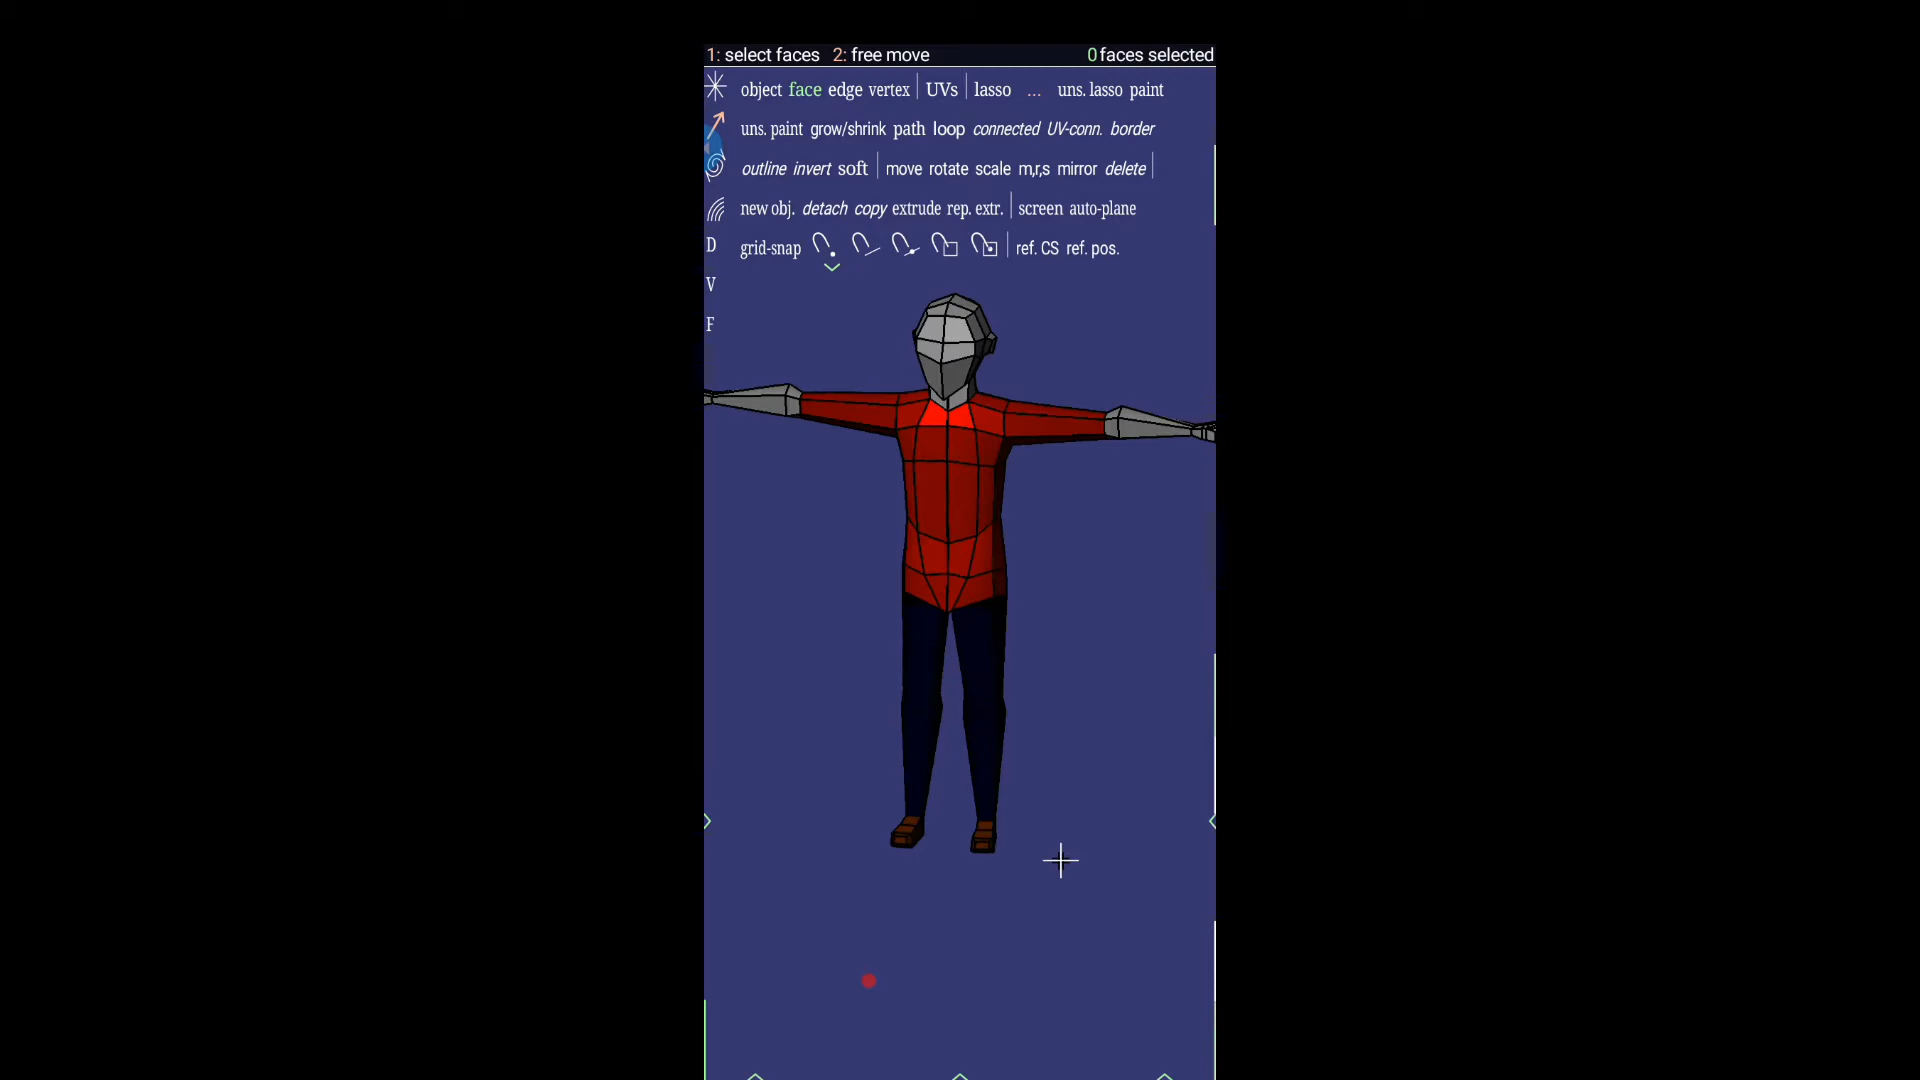 1: select faces 2: free move 0 faces selected
object face edge vertex UVs lasso ... uns. lasso paint
uns. paint grow/shrink path loop connected UV-conn. border
outline invert soft move rotate scale m,r,s mirror delete
new obj. detach copy extrude rep. extr. screen auto-plane
D grid-snap ref. CS ref. pos.
V
F